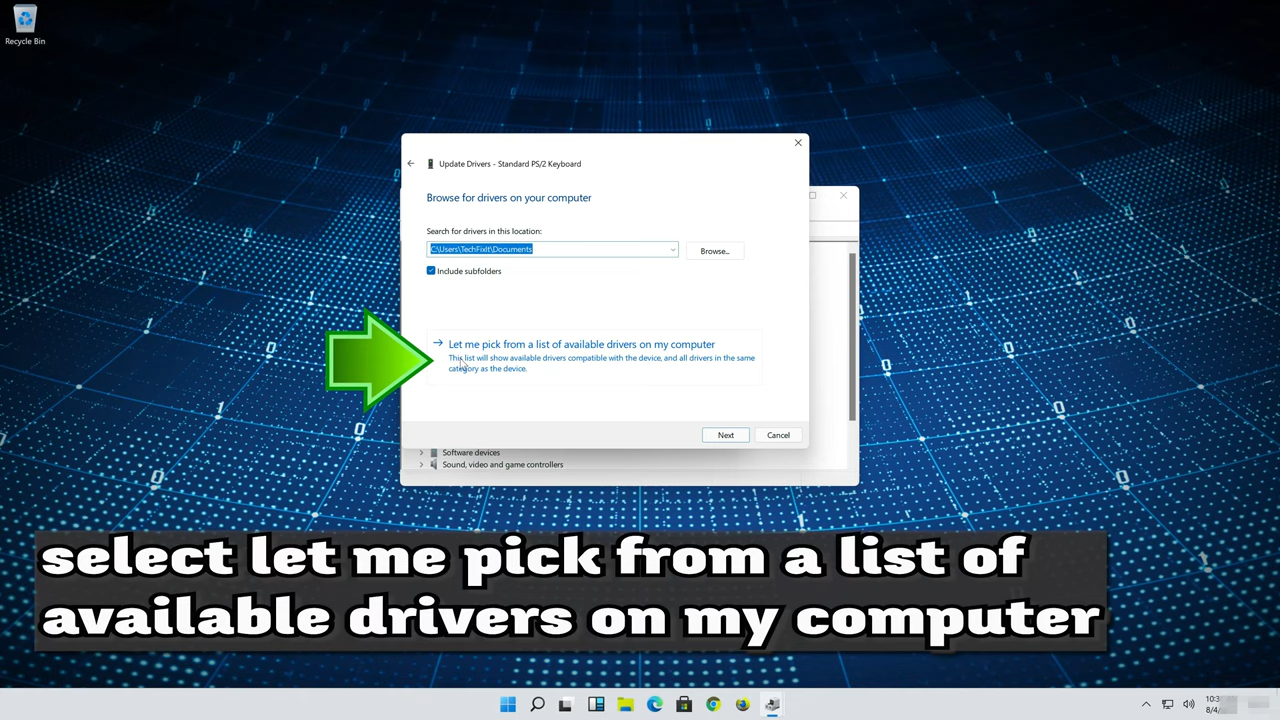 Recycle Bin
Update Drivers - Standard PS/2 Keyboard
Browse for drivers on your computer
Search for drivers in this location:
C:\Users\TechFixIt\Documents
Browse...
Include subfolders
Let me pick from a list of available drivers on my computer
This list will show available drivers compatible with the device, and all drivers in the same
category as the device.
Next
Cancel
Software devices
Sound, video and game controllers
select let me pick from a list of
available drivers on my computer